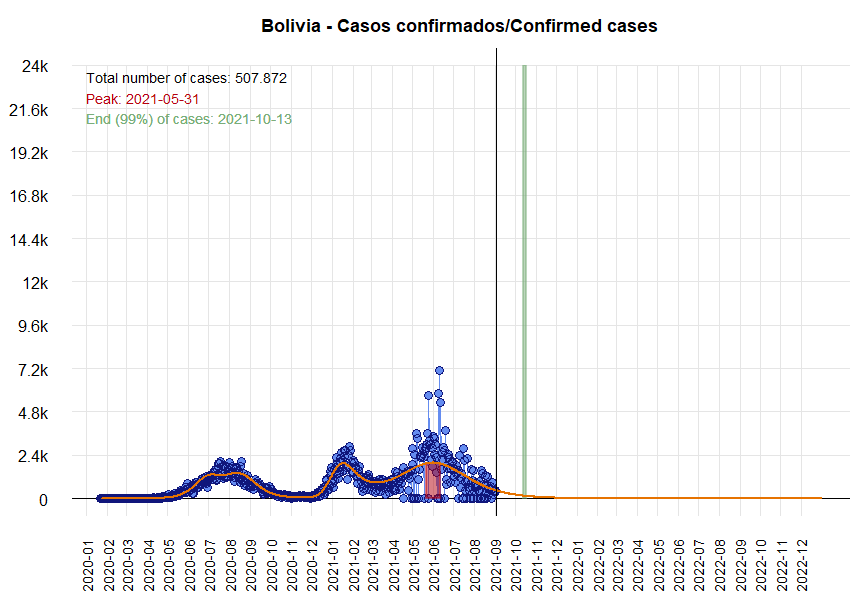 Bolivia - Casos confirmados/Confirmed cases
24k
21.6k
19.2k
16.8k
14.4k
12k
9.6k
7.2k
4.8k
2.4k
0
Total number of cases: 507.872
Peak: 2021-05-31
End (99%) of cases: 2021-10-13
2020-01
2020-02
2020-03
2020-04
2020-05
2020-06
2020-07
2020-08
2020-09
2020-10
2020-11
2020-12
2021-01
2021-02
2021-03
2021-04
2021-05
2021-06
2021-07
2021-08
2021-09
2021-10
2021-11
2021-12
2022-01
2022-02
2022-03
2022-04
2022-05
2022-06
2022-07
2022-08
2022-09
2022-10
2022-11
2022-12